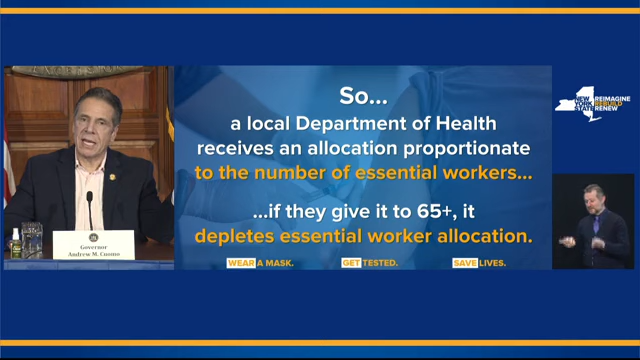 So...
a local Department of Health
receives an allocation proportionate
to the number of essential workers...
...if they give it to 65+, it
depletes essential worker allocation.
WEAR A MASK. GET TESTED. SAVE LIVES.
Governor
Andrew M. Cuomo
NEW YORK STATE
REIMAGINE
REBUILD
RENEW